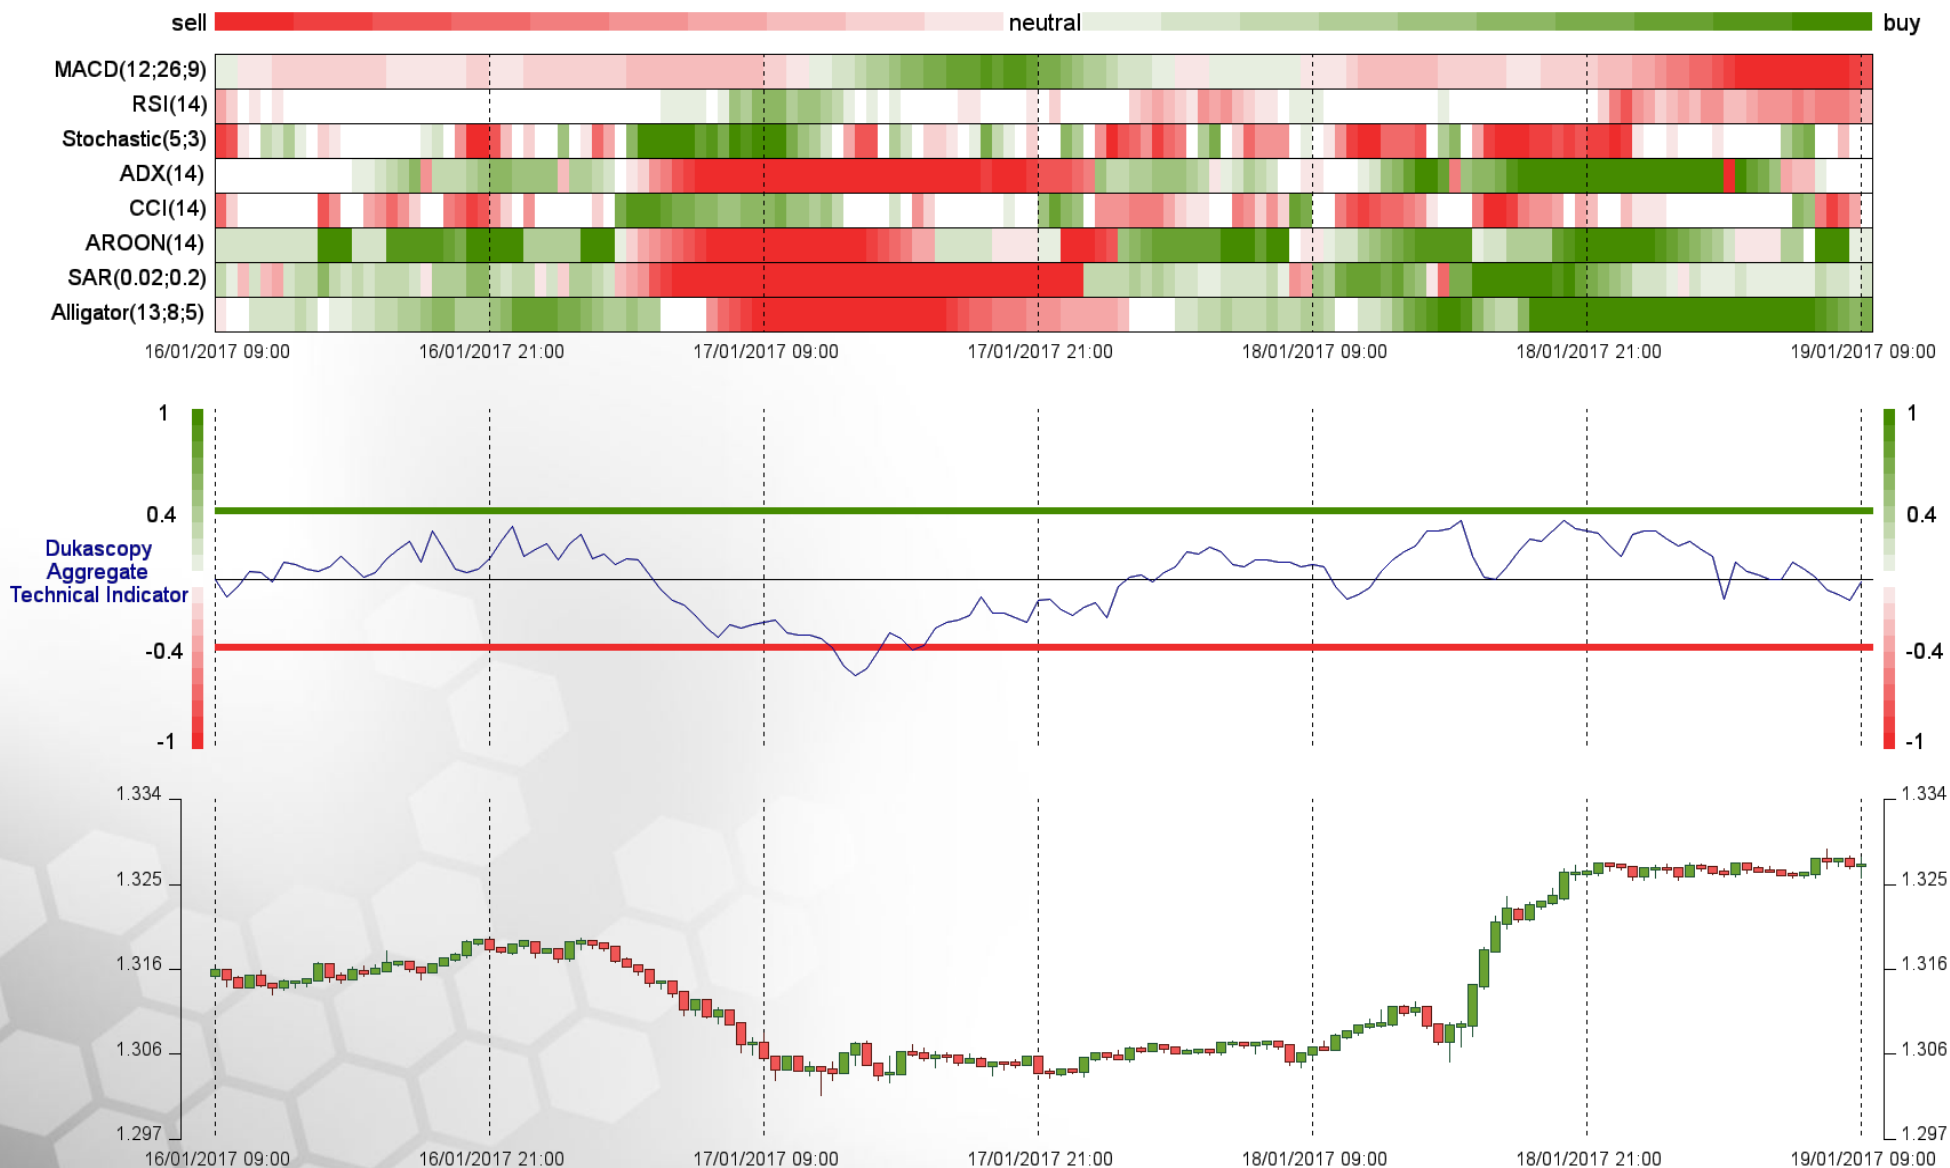 sell neutral buy
MACD(12;26;9)
RSI(14)
Stochastic(5;3)
ADX(14)
CCI(14)
AROON(14)
SAR(0.02;0.2)
Alligator(13;8;5)
16/01/2017 09:00 16/01/2017 21:00 17/01/2017 09:00 17/01/2017 21:00 18/01/2017 09:00 18/01/2017 21:00 19/01/2017 09:00
1 1
0.4 0.4
Dukascopy
Aggregate
Technical Indicator
-0.4 -0.4
-1 -1
1.334 1.334
1.325 1.325
1.316 1.316
1.306 1.306
1.297 1.297
16/01/2017 09:00 16/01/2017 21:00 17/01/2017 09:00 17/01/2017 21:00 18/01/2017 09:00 18/01/2017 21:00 19/01/2017 09:00